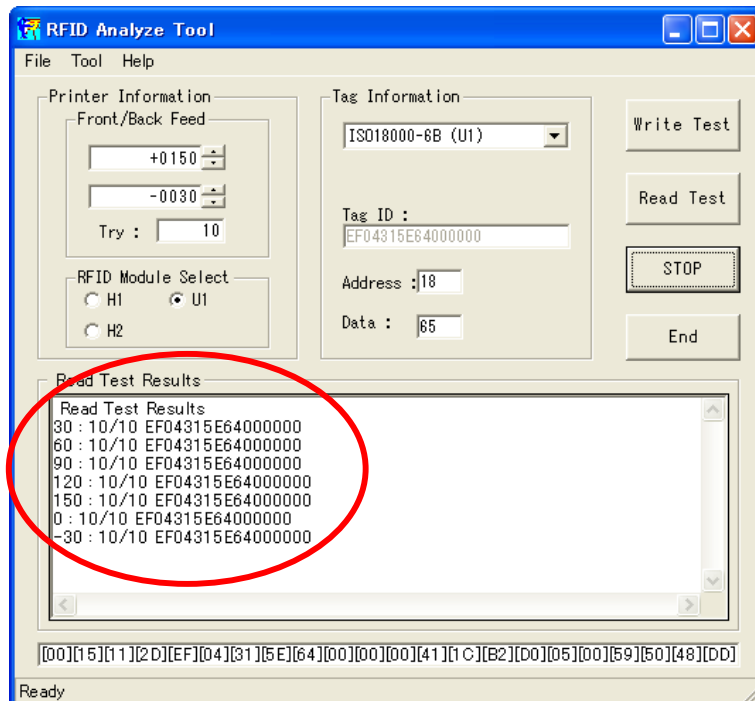 RFID Analyze Tool
File Tool Help
Printer Information
Front/Back Feed
+0150
-0030
Try : 10
RFID Module Select
H1 U1
H2
Tag Information
ISO18000-6B (U1)
Tag ID :
EF04315E64000000
Address : 18
Data : 65
Write Test
Read Test
STOP
End
Read Test Results
Read Test Results
30 : 10/10 EF04315E64000000
60 : 10/10 EF04315E64000000
90 : 10/10 EF04315E64000000
120 : 10/10 EF04315E64000000
150 : 10/10 EF04315E64000000
0 : 10/10 EF04315E64000000
-30 : 10/10 EF04315E64000000
[00][15][11][2D][EF][04][31][5E][64][00][00][00][41][1C][B2][D0][05][00][59][50][48][DD]
Ready